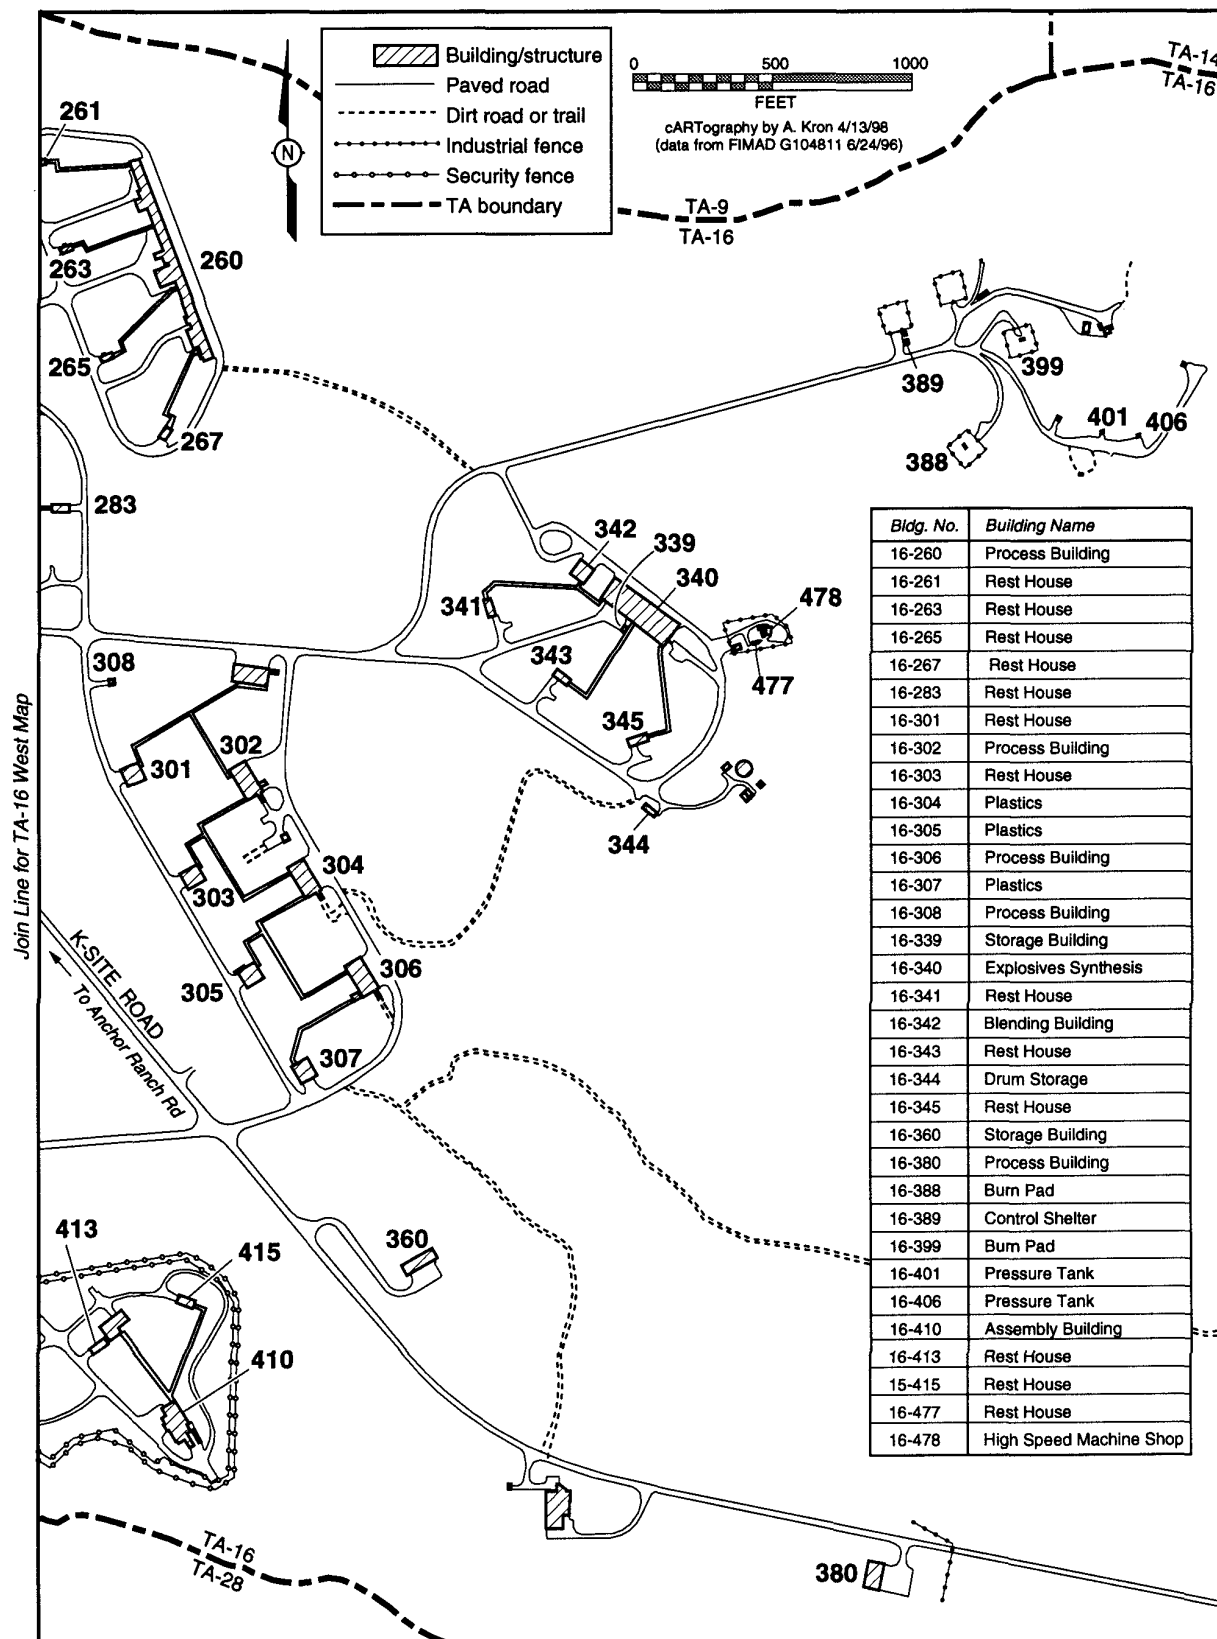 Building/structure
Paved road
Dirt road or trail
Industrial fence
Security fence
TA boundary
N
0 500 1000
FEET
cARTography by A. Kron 4/13/98
(data from FIMAD G104811 6/24/96)
TA-14
TA-16
TA-9
TA-16
261
263
260
265
267
283
389
399
401
406
388
342
339
340
341
478
343
477
345
344
308
302
301
304
303
306
305
307
Join Line for TA-16 West Map
K-SITE ROAD
To Anchor Ranch Rd
413
415
360
410
380
TA-16
TA-28
Bldg. No. Building Name
16-260 Process Building
16-261 Rest House
16-263 Rest House
16-265 Rest House
16-267 Rest House
16-283 Rest House
16-301 Rest House
16-302 Process Building
16-303 Rest House
16-304 Plastics
16-305 Plastics
16-306 Process Building
16-307 Plastics
16-308 Process Building
16-339 Storage Building
16-340 Explosives Synthesis
16-341 Rest House
16-342 Blending Building
16-343 Rest House
16-344 Drum Storage
16-345 Rest House
16-360 Storage Building
16-380 Process Building
16-388 Burn Pad
16-389 Control Shelter
16-399 Burn Pad
16-401 Pressure Tank
16-406 Pressure Tank
16-410 Assembly Building
16-413 Rest House
15-415 Rest House
16-477 Rest House
16-478 High Speed Machine Shop